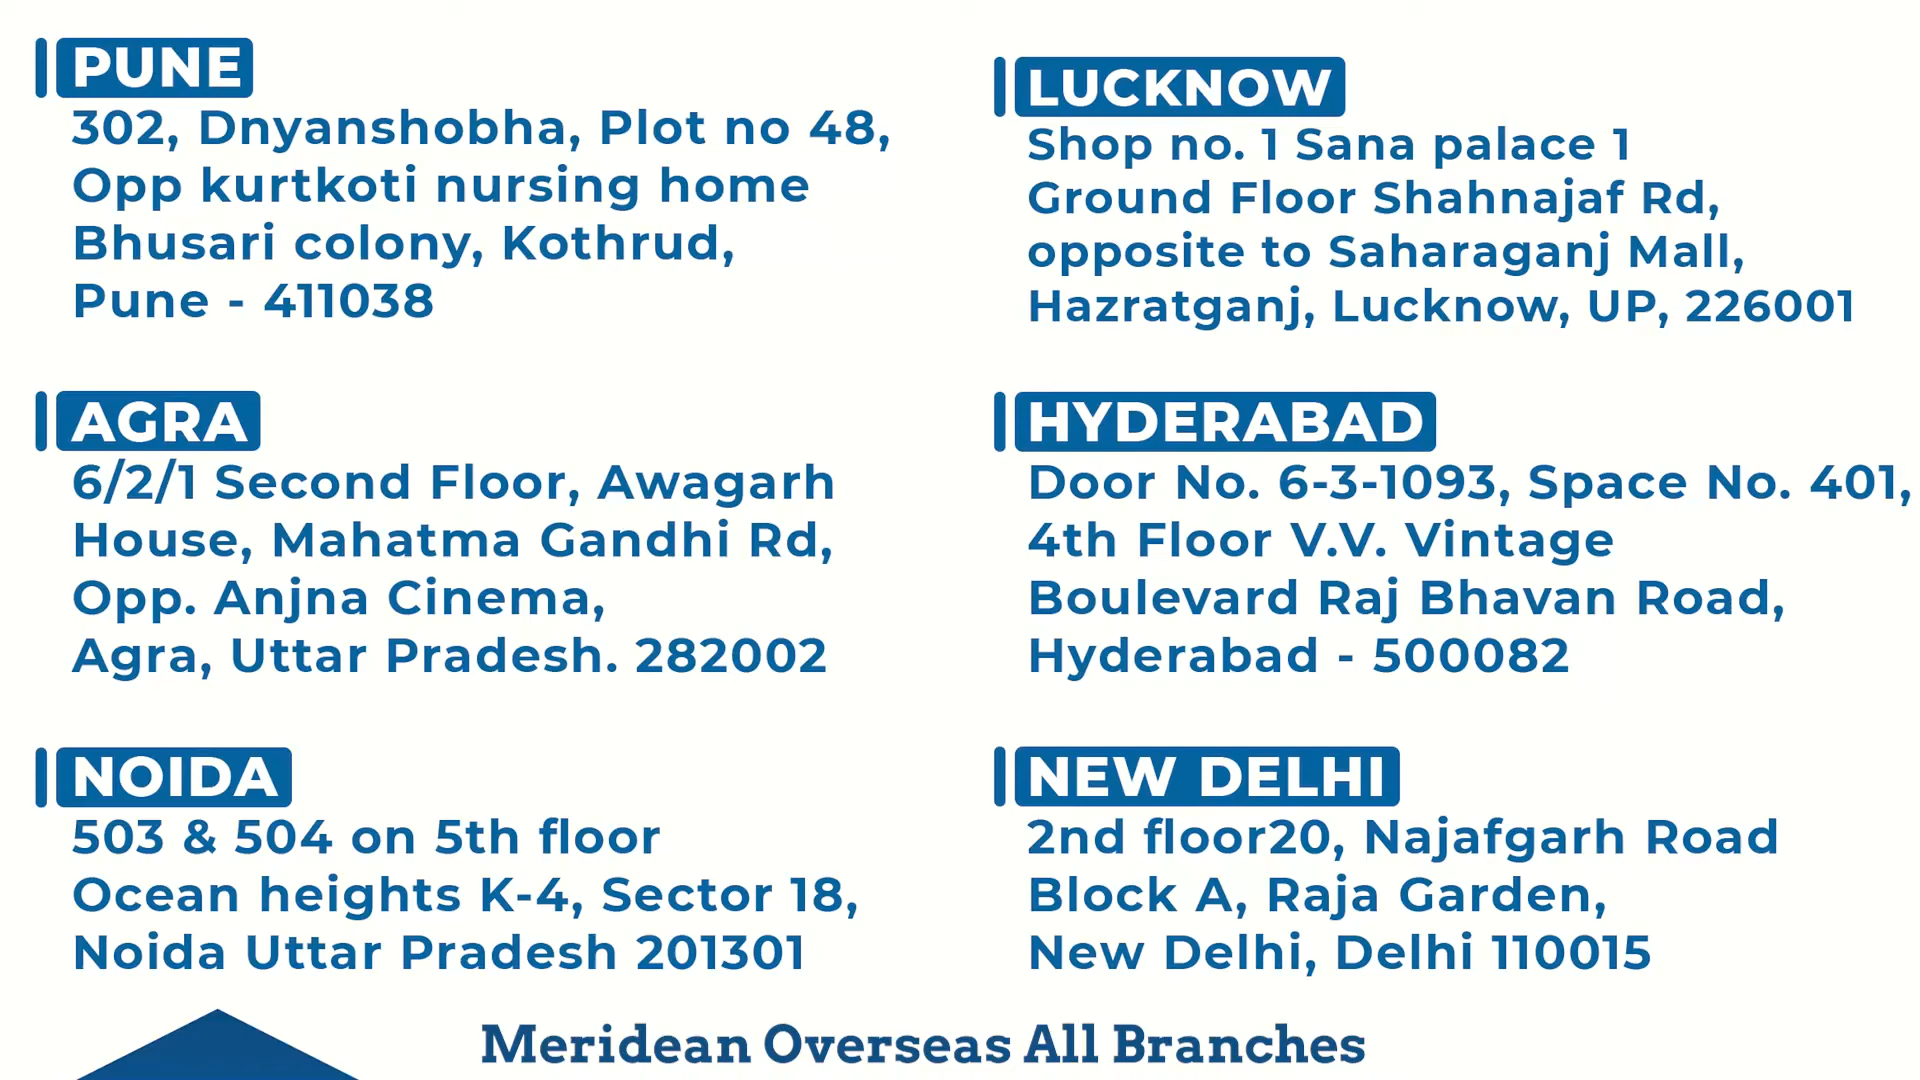 PUNE
302, Dnyanshobha, Plot no 48,
Opp kurtkoti nursing home
Bhusari colony, Kothrud,
Pune - 411038
LUCKNOW
Shop no. 1 Sana palace 1
Ground Floor Shahnajaf Rd,
opposite to Saharaganj Mall,
Hazratganj, Lucknow, UP, 226001
AGRA
6/2/1 Second Floor, Awagarh
House, Mahatma Gandhi Rd,
Opp. Anjna Cinema,
Agra, Uttar Pradesh. 282002
HYDERABAD
Door No. 6-3-1093, Space No. 401,
4th Floor V.V. Vintage
Boulevard Raj Bhavan Road,
Hyderabad - 500082
NOIDA
503 & 504 on 5th floor
Ocean heights K-4, Sector 18,
Noida Uttar Pradesh 201301
NEW DELHI
2nd floor20, Najafgarh Road
Block A, Raja Garden,
New Delhi, Delhi 110015
Meridean Overseas All Branches